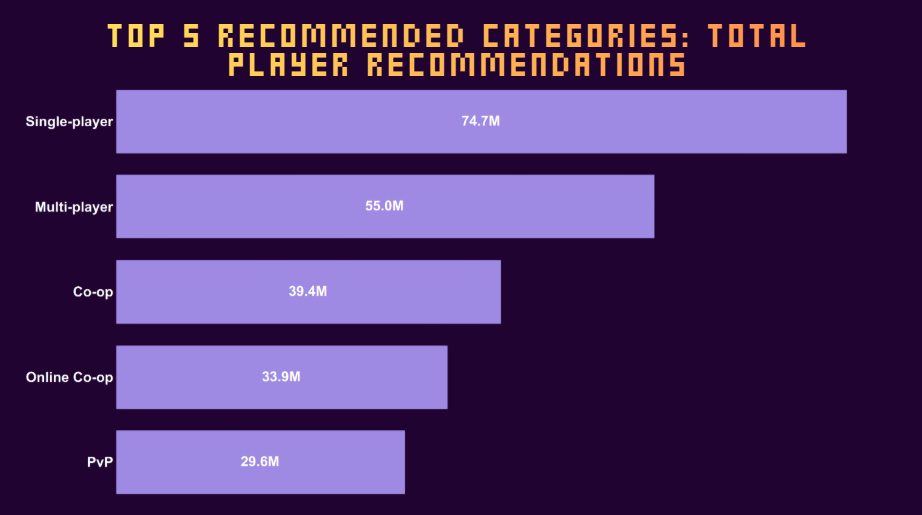 TOP 5 RECOMMENDED CATEGORIES: TOTAL
PLAYER RECOMMENDATIONS
Single-player
74.7M
Multi-player
55.0M
Co-op
39.4M
Online Co-op
33.9M
PvP
29.6M